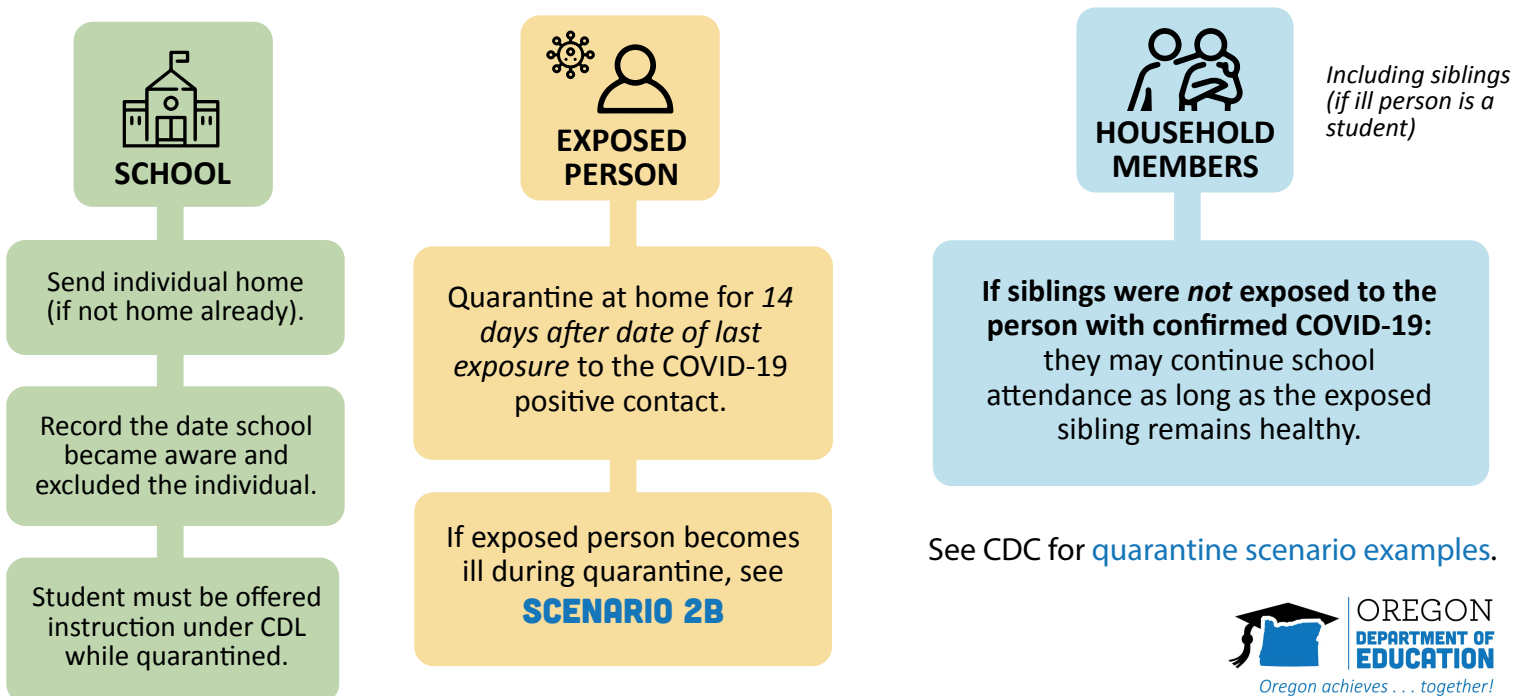 SCHOOL
Send individual home
(if not home already).
Record the date school
became aware and
excluded the individual.
Student must be offered
instruction under CDL
while quarantined.
EXPOSED
PERSON
Quarantine at home for 14
days after date of last
exposure to the COVID-19
positive contact.
If exposed person becomes
ill during quarantine, see
SCENARIO 2B
HOUSEHOLD
MEMBERS
Including siblings
(if ill person is a
student)
If siblings were not exposed to the
person with confirmed COVID-19:
they may continue school
attendance as long as the exposed
sibling remains healthy.
See CDC for quarantine scenario examples.
OREGON
DEPARTMENT OF
EDUCATION
Oregon achieves . . . together!